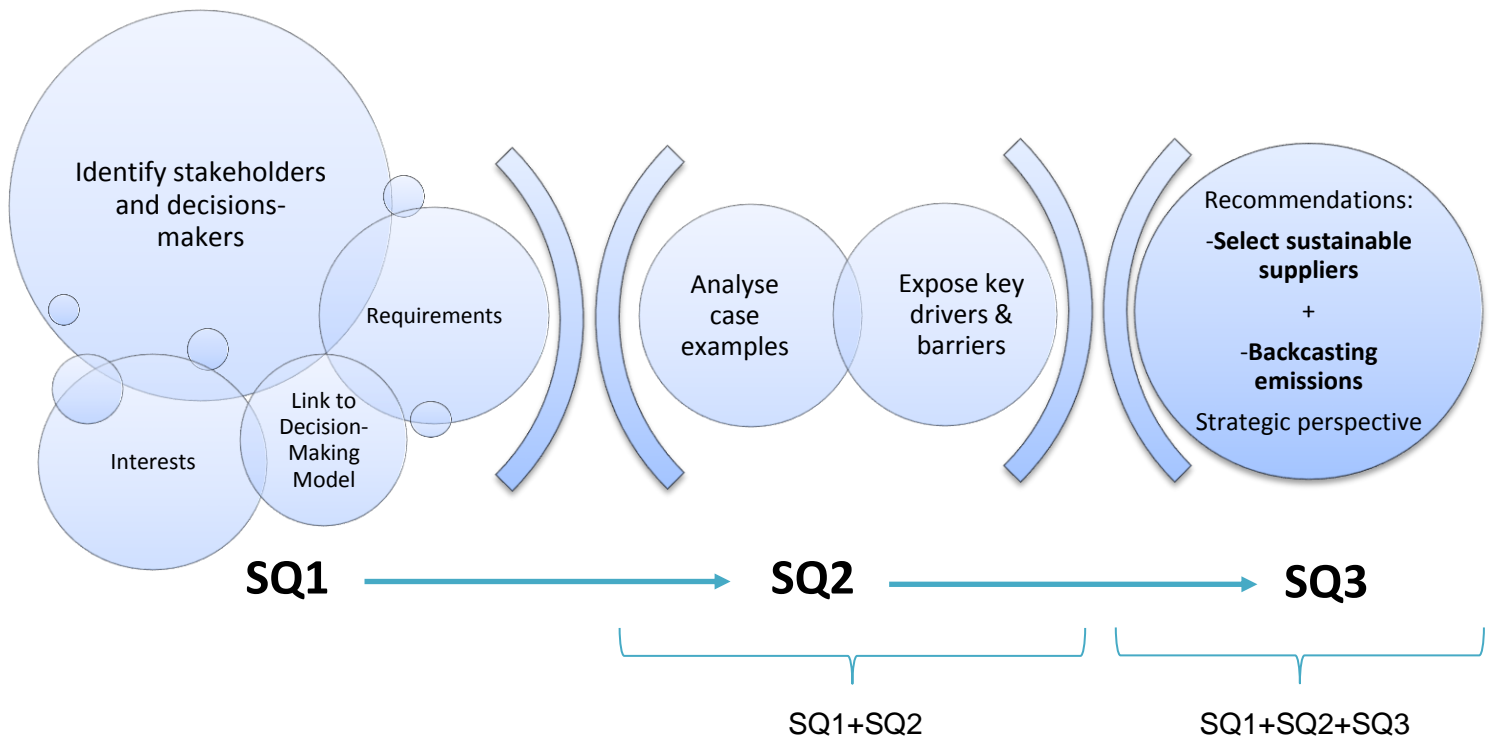 Identify stakeholders
and decisions-
makers
Requirements
Interests
Link to
Decision-
Making
Model
Analyse
case
examples
Expose key
drivers &
barriers
Recommendations:
-Select sustainable
suppliers
+
-Backcasting
emissions
Strategic perspective
SQ1
SQ2
SQ3
SQ1+SQ2
SQ1+SQ2+SQ3